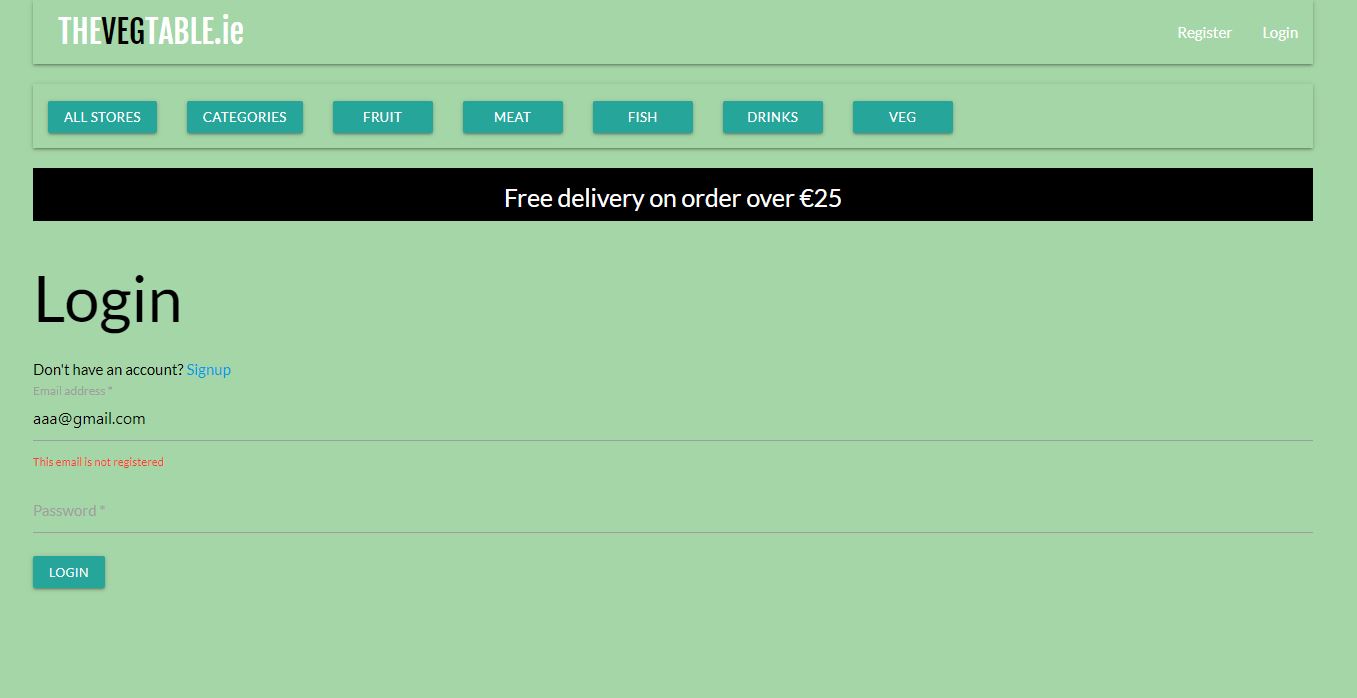 THEVEGTABLE.ie Register Login
ALL STORES CATEGORIES FRUIT MEAT FISH DRINKS VEG
Free delivery on order over €25
Login
Don't have an account? Signup
Email address *
aaa@gmail.com
This email is not registered
Password *
LOGIN